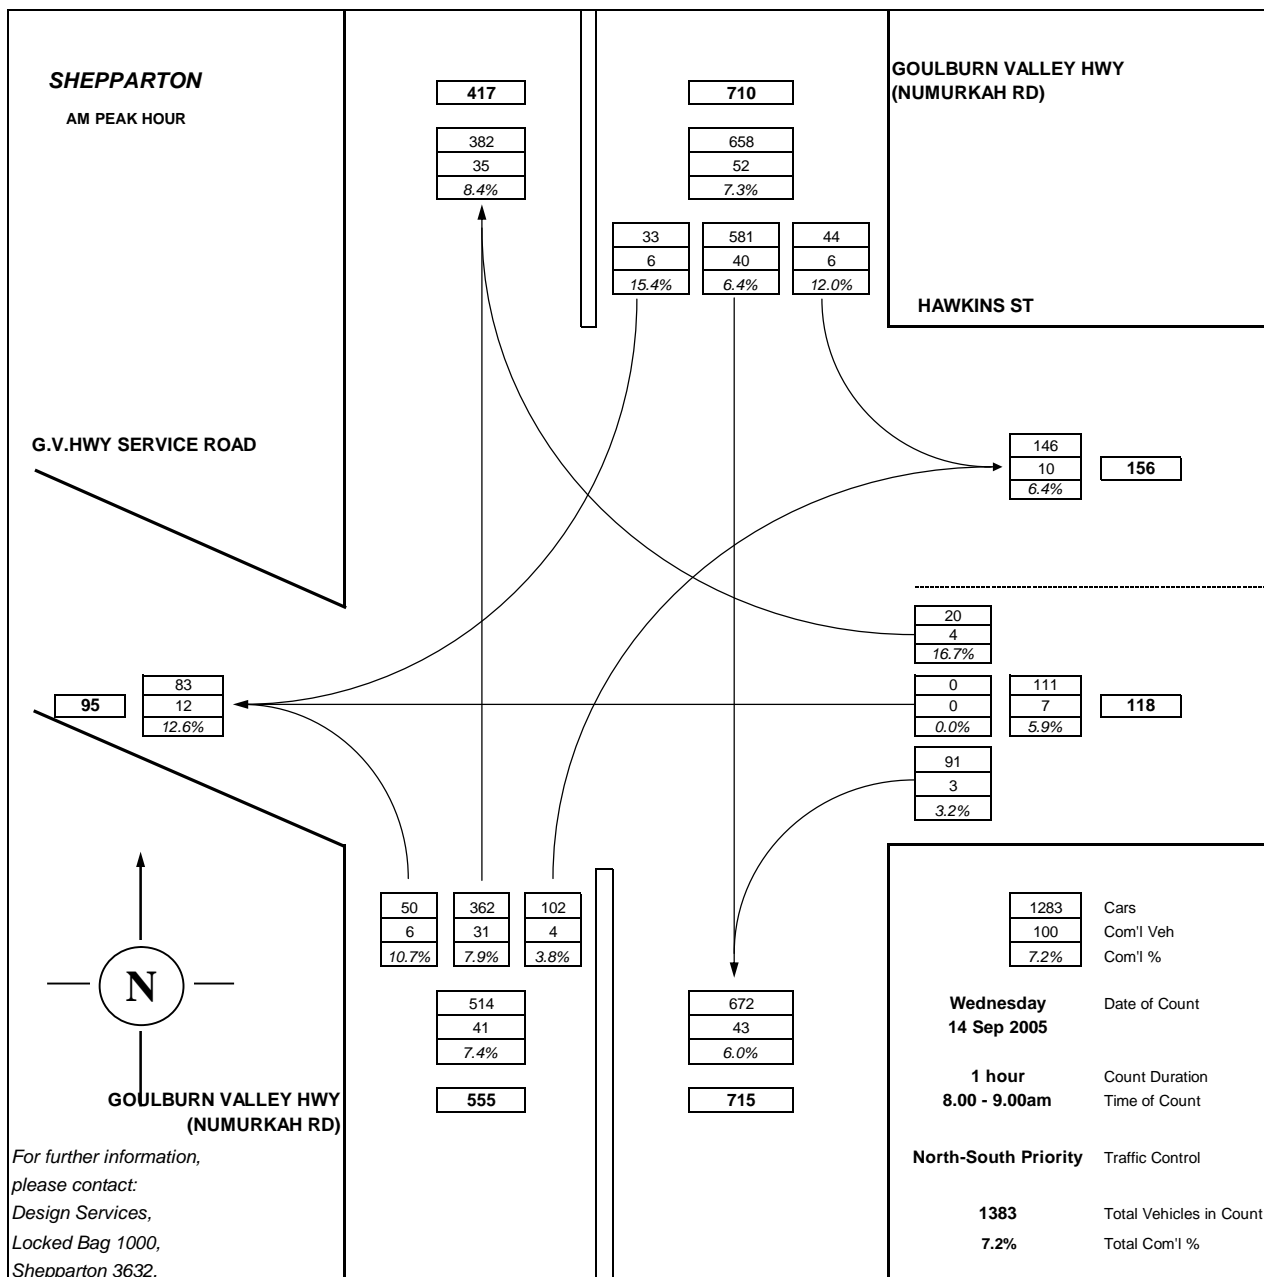 SHEPPARTON
AM PEAK HOUR
417
710
GOULBURN VALLEY HWY
(NUMURKAH RD)
382
35
8.4%
658
52
7.3%
33
6
15.4%
581
40
6.4%
44
6
12.0%
HAWKINS ST
G.V.HWY SERVICE ROAD
146
10
6.4%
156
20
4
16.7%
95
83
12
12.6%
0
0
0.0%
111
7
5.9%
118
91
3
3.2%
50
6
10.7%
362
31
7.9%
102
4
3.8%
1283 Cars
100 Com'l Veh
7.2% Com'l %
N
514
41
7.4%
672
43
6.0%
Wednesday Date of Count
14 Sep 2005
GOULBURN VALLEY HWY
(NUMURKAH RD)
555
715
1 hour Count Duration
8.00 - 9.00am Time of Count
For further information,
please contact:
Design Services,
Locked Bag 1000,
Shepparton 3632.
North-South Priority Traffic Control
1383 Total Vehicles in Count
7.2% Total Com'l %